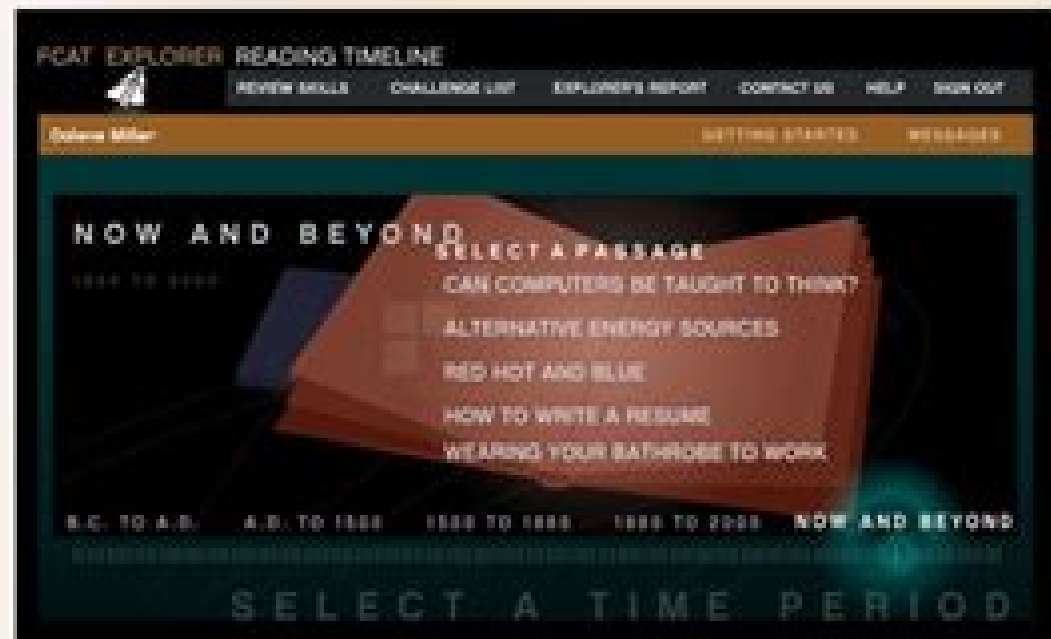 FCAT EXPLORER READING TIMELINE
REVIEW SKILLS CHALLENGE LIST EXPLORER'S REPORT CONTACT US HELP SIGN OUT
Miller GETTING STARTED MESSAGES
NOW AND BEYOND
SELECT A PASSAGE
CAN COMPUTERS BE TAUGHT TO THINK?
ALTERNATIVE ENERGY SOURCES
RED HOT AND BLUE
HOW TO WRITE A RESUME
WEARING YOUR BATHROBE TO WORK
B.C. TO A.D. A.D. TO 1500 1500 TO 1880 1880 TO 2000 NOW AND BEYOND
SELECT A TIME PERIOD